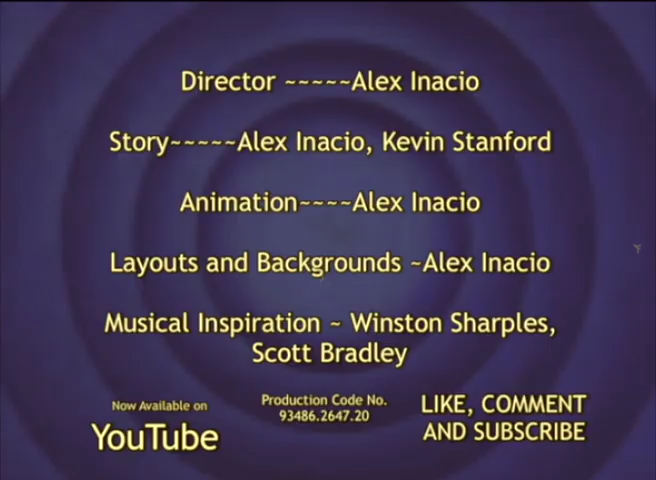 Director ~~~~~Alex Inacio
Story~~~~~Alex Inacio, Kevin Stanford
Animation~~~~Alex Inacio
Layouts and Backgrounds ~Alex Inacio
Musical Inspiration ~ Winston Sharples,
Scott Bradley
Now Available on
YouTube
Production Code No.
93486.2647.20
LIKE, COMMENT
AND SUBSCRIBE